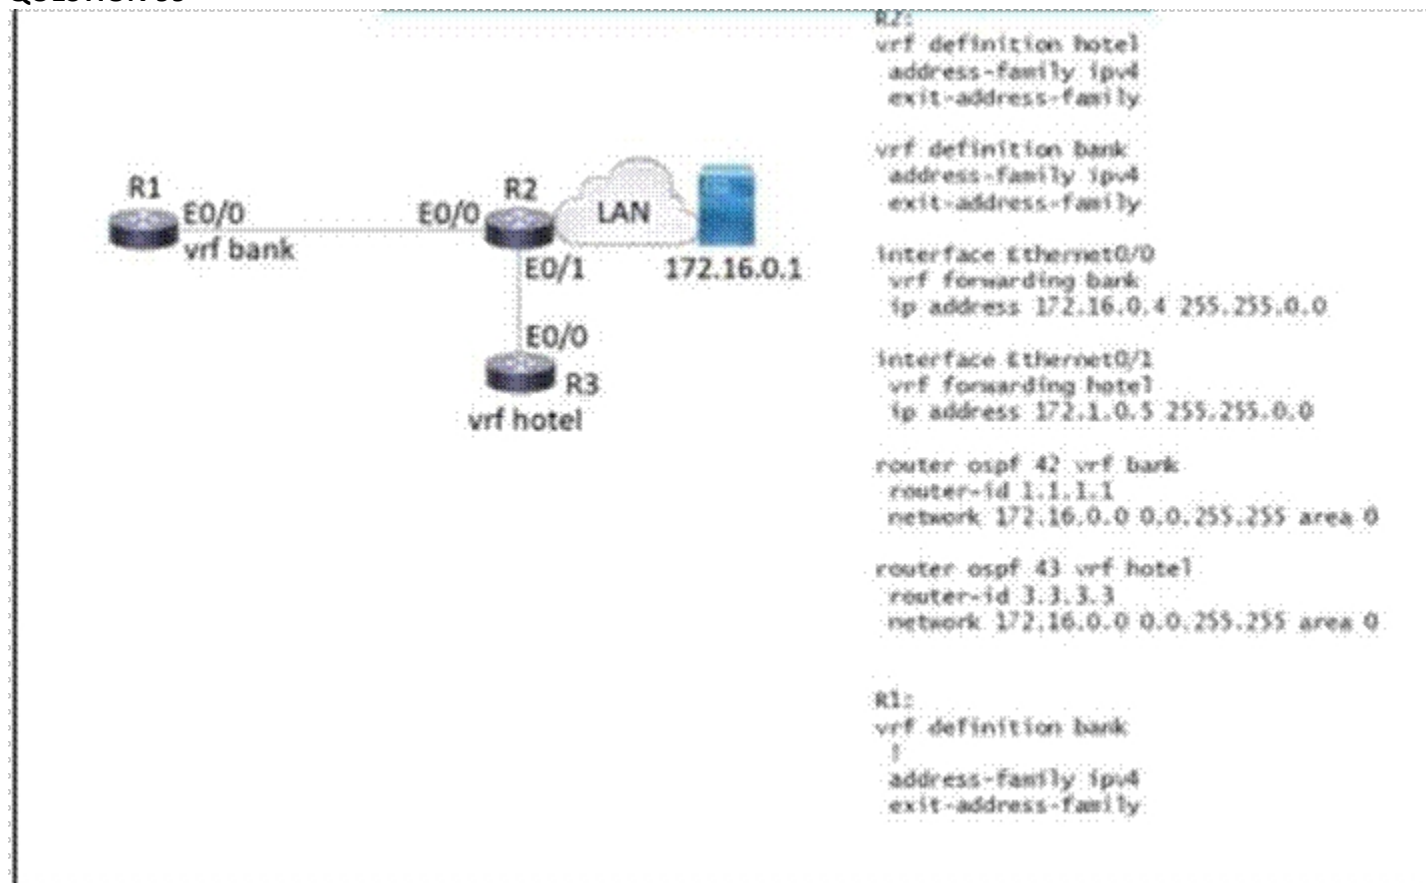 R2:
vrf definition hotel
address-family ipv4
exit-address-family
vrf definition bank
address-family ipv4
exit-address-family
interface Ethernet0/0
vrf forwarding bank
ip address 172.16.0.4 255.255.0.0
interface Ethernet0/1
vrf forwarding hotel
ip address 172.1.0.5 255.255.0.0
router ospf 42 vrf bank
router-id 1.1.1.1
network 172.16.0.0 0.0.255.255 area 0
router ospf 43 vrf hotel
router-id 3.3.3.3
network 172.16.0.0 0.0.255.255 area 0
R1:
vrf definition bank
!
address-family ipv4
exit-address-family
R1
E0/0
vrf bank
E0/0
R2
LAN
E0/1
172.16.0.1
E0/0
R3
vrf hotel